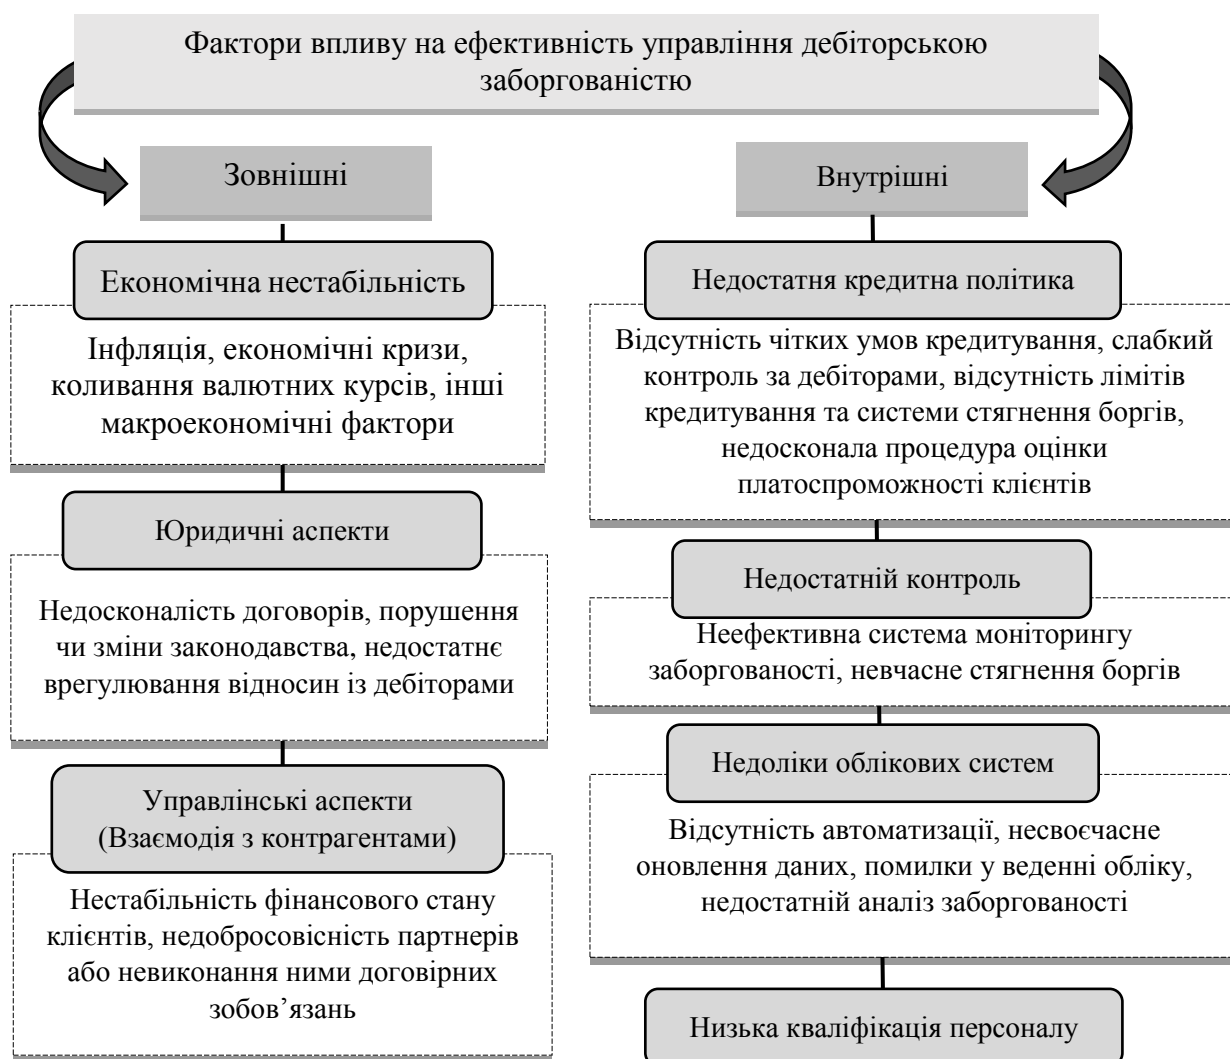 Фактори впливу на ефективність управління дебіторською
заборгованістю
Зовнішні
Економічна нестабільність
Інфляція, економічні кризи,
коливання валютних курсів, інші
макроекономічні фактори
Юридичні аспекти
Недосконалість договорів, порушення
чи зміни законодавства, недостатнє
врегулювання відносин із дебіторами
Управлінські аспекти
(Взаємодія з контрагентами)
Нестабільність фінансового стану
клієнтів, недобросовісність партнерів
або невиконання ними договірних
зобов’язань
Внутрішні
Недостатня кредитна політика
Відсутність чітких умов кредитування, слабкий
контроль за дебіторами, відсутність лімітів
кредитування та системи стягнення боргів,
недосконала процедура оцінки
платоспроможності клієнтів
Недостатній контроль
Неефективна система моніторингу
заборгованості, невчасне стягнення боргів
Недоліки облікових систем
Відсутність автоматизації, несвоєчасне
оновлення даних, помилки у веденні обліку,
недостатній аналіз заборгованості
Низька кваліфікація персоналу